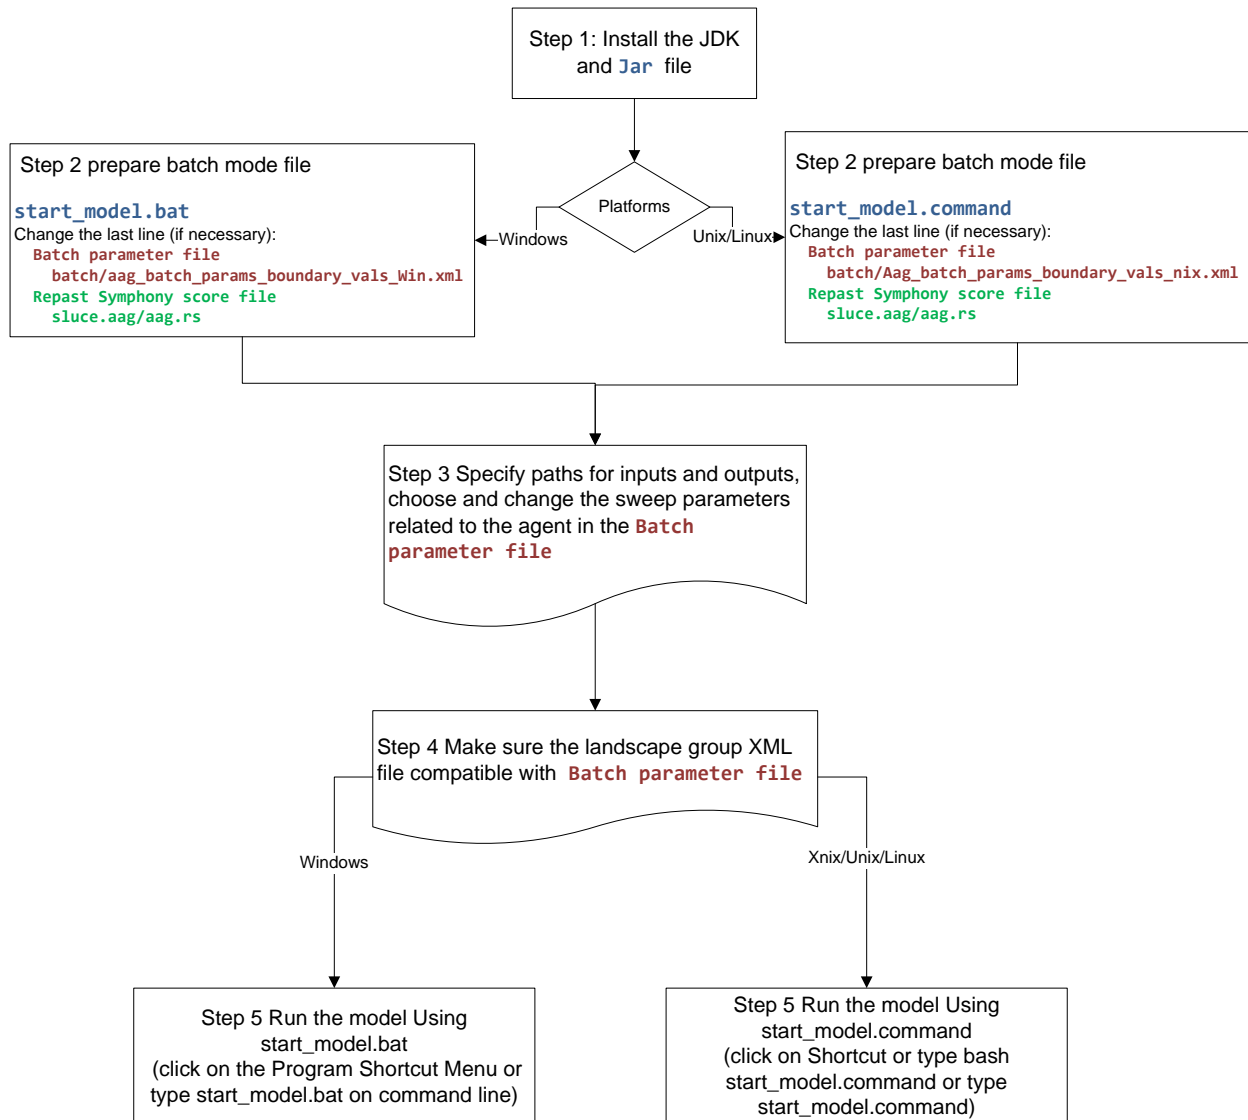 Step 1: Install the JDK
and Jar file
Platforms
Windows
Unix/Linux
Step 2 prepare batch mode file
start_model.bat
Change the last line (if necessary):
Batch parameter file
batch/aag_batch_params_boundary_vals_Win.xml
Repast Symphony score file
sluce.aag/aag.rs
Step 2 prepare batch mode file
start_model.command
Change the last line (if necessary):
Batch parameter file
batch/Aag_batch_params_boundary_vals_nix.xml
Repast Symphony score file
sluce.aag/aag.rs
Step 3 Specify paths for inputs and outputs,
choose and change the sweep parameters
related to the agent in the Batch
parameter file
Step 4 Make sure the landscape group XML
file compatible with Batch parameter file
Windows
Xnix/Unix/Linux
Step 5 Run the model Using
start_model.bat
(click on the Program Shortcut Menu or
type start_model.bat on command line)
Step 5 Run the model Using
start_model.command
(click on Shortcut or type bash
start_model.command or type
start_model.command)